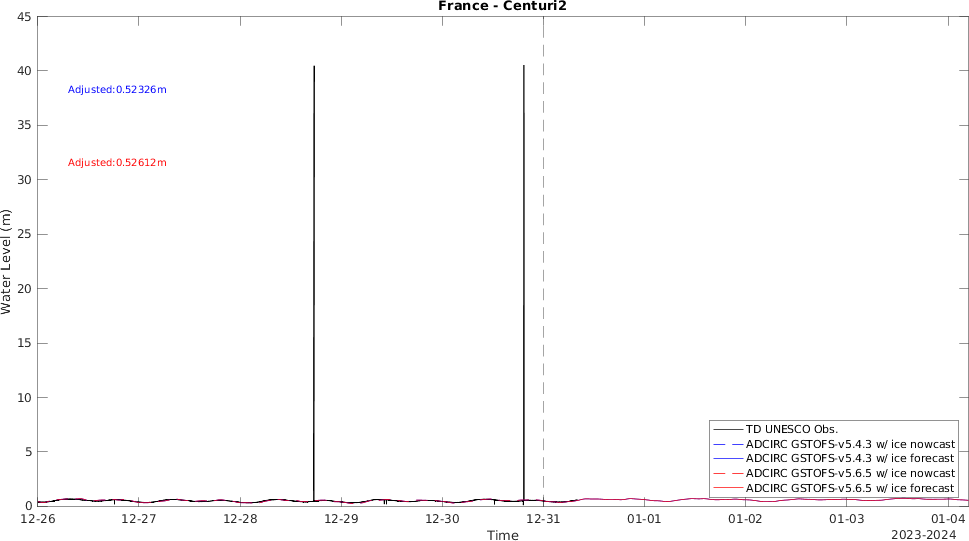 France - Centuri2
45
40
35
30
25
20
15
10
5
0
Water Level (m)
Adjusted:0.52326m
Adjusted:0.52612m
TD UNESCO Obs.
ADCIRC GSTOFS-v5.4.3 w/ ice nowcast
ADCIRC GSTOFS-v5.4.3 w/ ice forecast
ADCIRC GSTOFS-v5.6.5 w/ ice nowcast
ADCIRC GSTOFS-v5.6.5 w/ ice forecast
12-26 12-27 12-28 12-29 12-30 12-31 01-01 01-02 01-03 01-04
Time
2023-2024